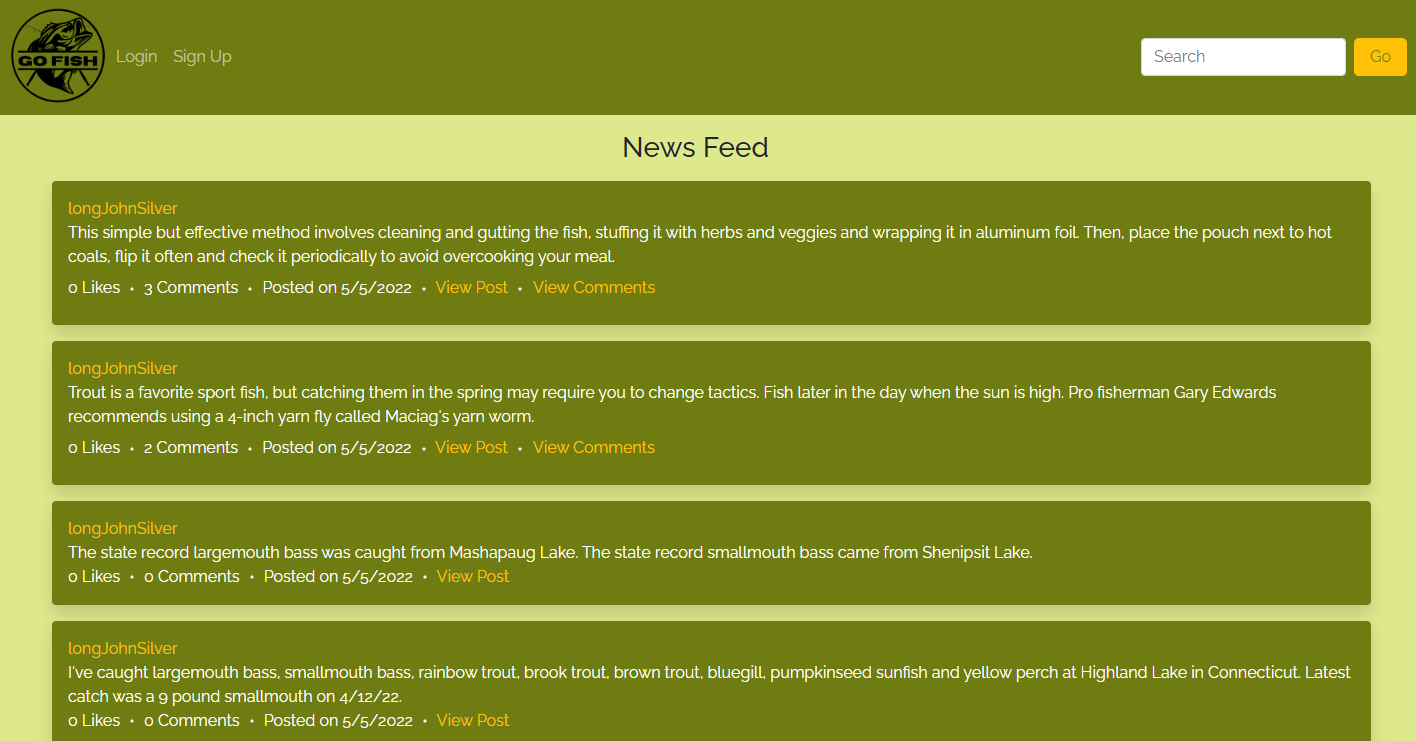 GO FISH
Login Sign Up Search Go
News Feed
longJohnSilver
This simple but effective method involves cleaning and gutting the fish, stuffing it with herbs and veggies and wrapping it in aluminum foil. Then, place the pouch next to hot
coals, flip it often and check it periodically to avoid overcooking your meal.
0 Likes • 3 Comments • Posted on 5/5/2022 • View Post • View Comments
longJohnSilver
Trout is a favorite sport fish, but catching them in the spring may require you to change tactics. Fish later in the day when the sun is high. Pro fisherman Gary Edwards
recommends using a 4-inch yarn fly called Maciag's yarn worm.
0 Likes • 2 Comments • Posted on 5/5/2022 • View Post • View Comments
longJohnSilver
The state record largemouth bass was caught from Mashapaug Lake. The state record smallmouth bass came from Shenipsit Lake.
0 Likes • 0 Comments • Posted on 5/5/2022 • View Post
longJohnSilver
I've caught largemouth bass, smallmouth bass, rainbow trout, brook trout, brown trout, bluegill, pumpkinseed sunfish and yellow perch at Highland Lake in Connecticut. Latest
catch was a 9 pound smallmouth on 4/12/22.
0 Likes • 0 Comments • Posted on 5/5/2022 • View Post